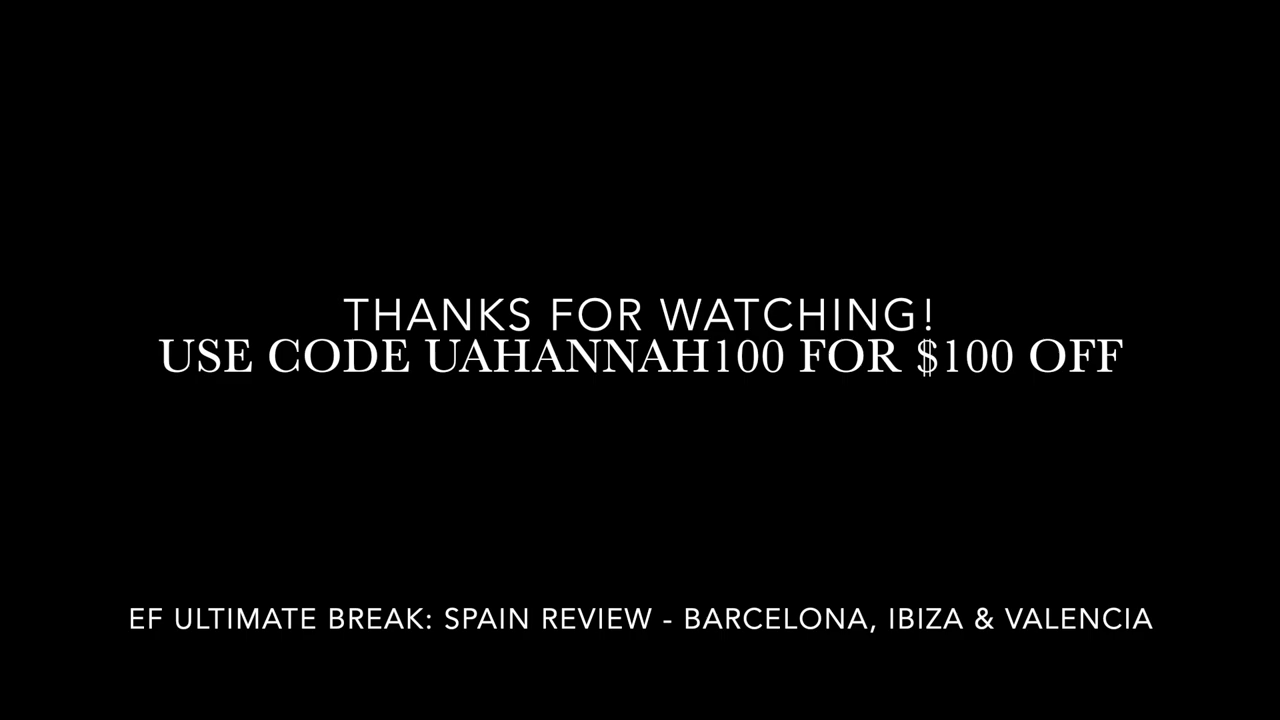 THANKS FOR WATCHING!
USE CODE UAHANNAH100 FOR $100 OFF
EF ULTIMATE BREAK: SPAIN REVIEW - BARCELONA, IBIZA & VALENCIA